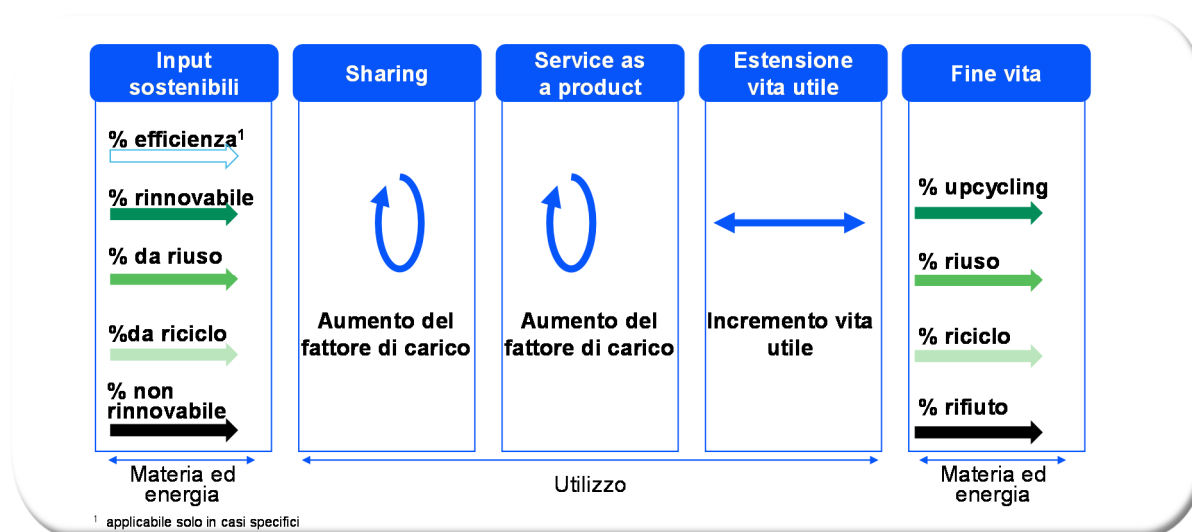 Input
sostenibili
Sharing
Service as
a product
Estensione
vita utile
Fine vita
% efficienza¹
% rinnovabile
% da riuso
%da riciclo
% non
rinnovabile
Aumento del
fattore di carico
Aumento del
fattore di carico
Incremento vita
utile
% upcycling
% riuso
% riciclo
% rifiuto
Materia ed
energia
Utilizzo
Materia ed
energia
¹ applicabile solo in casi specifici